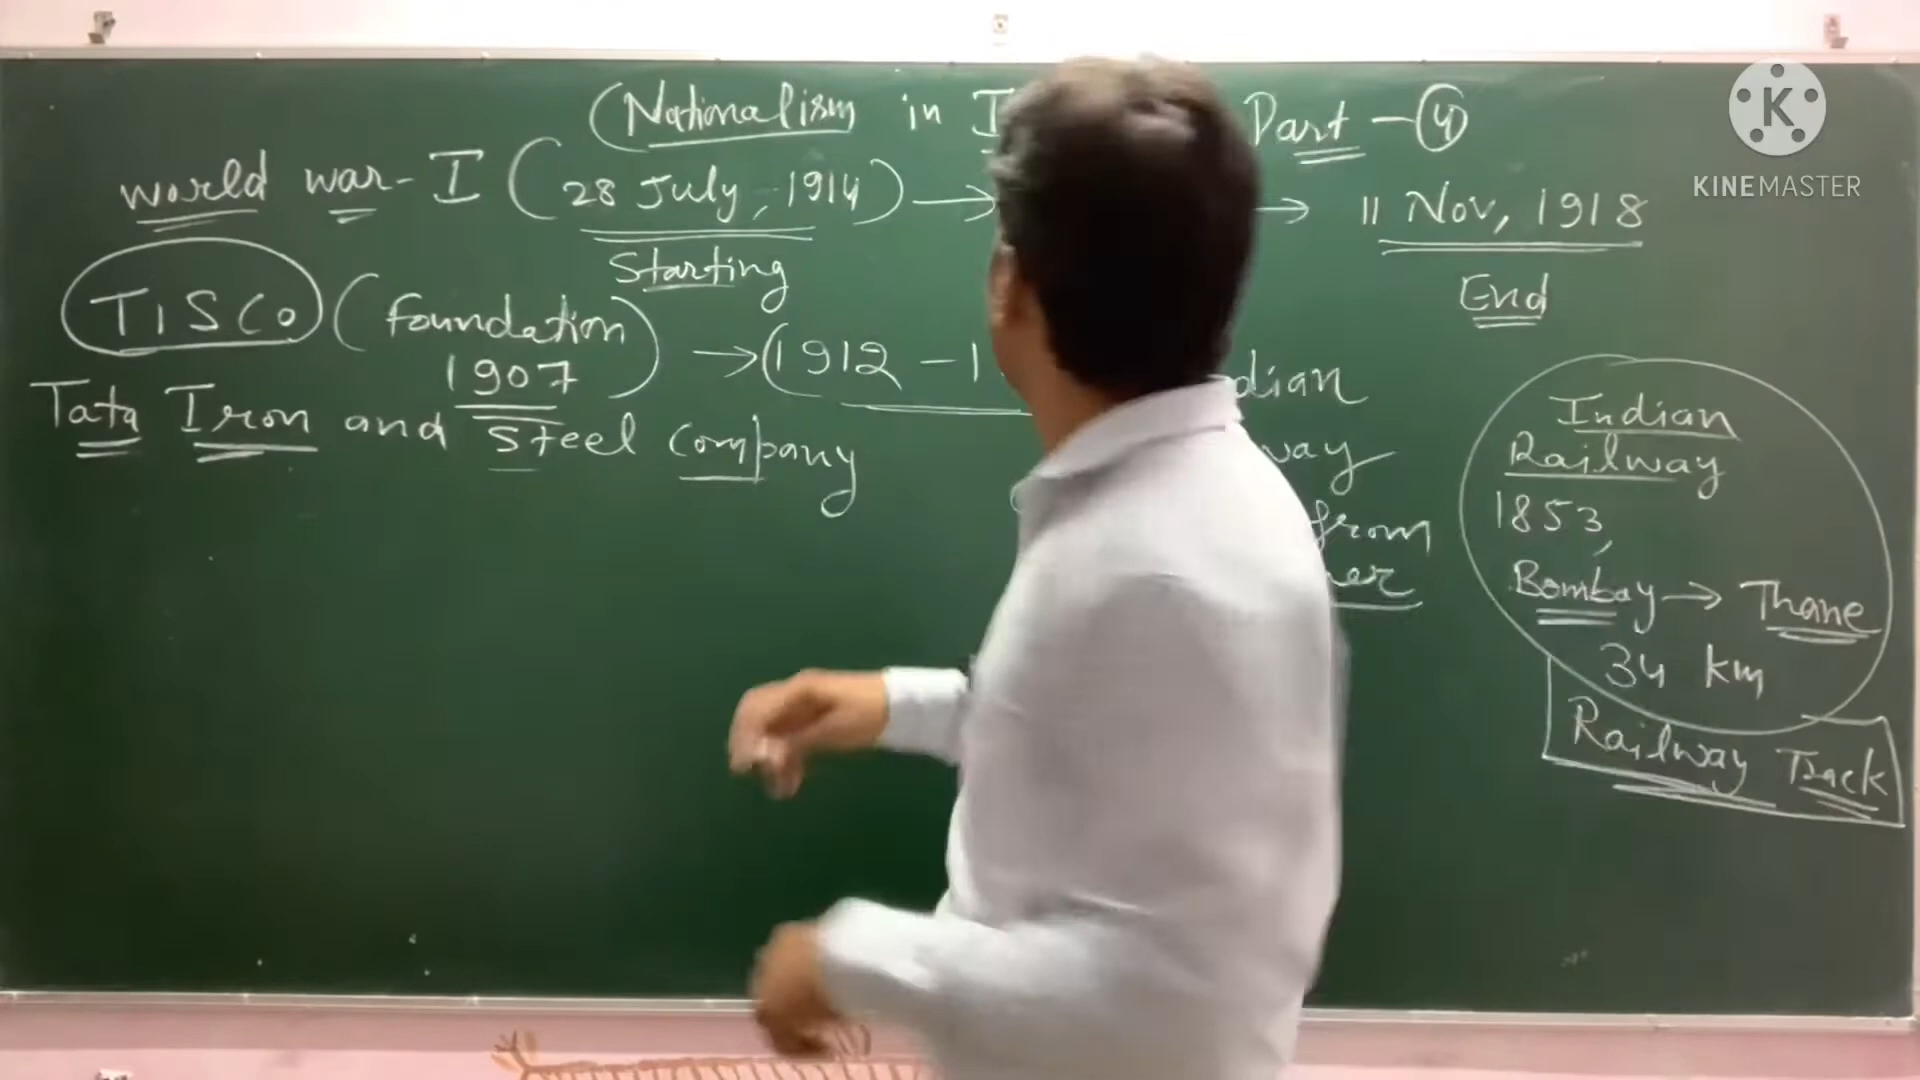 (Nationalism in I Part - (4)
World war - I (28 July, 1914) → → 11 Nov, 1918
Starting
End
TISCO (foundation 1907) → (1912 - 1
Tata Iron and Steel Company
dian
way
from
Indian
Railway
1853,
Bombay → Thane
34 km
Railway Track
KINEMASTER